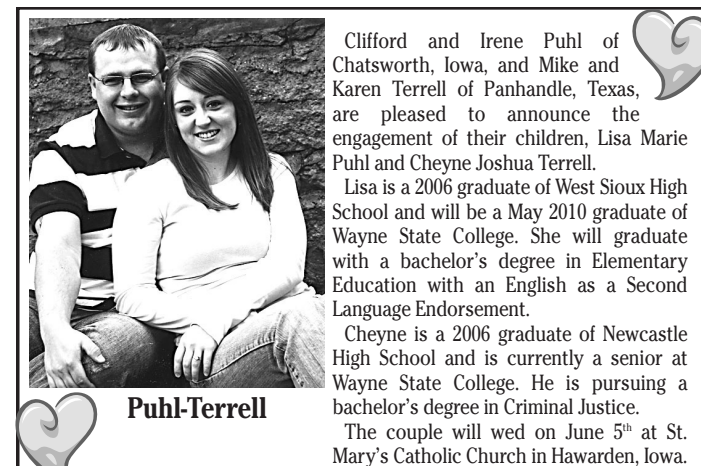 Clifford and Irene Puhl of
Chatsworth, Iowa, and Mike and
Karen Terrell of Panhandle, Texas,
are pleased to announce the
engagement of their children, Lisa Marie
Puhl and Cheyne Joshua Terrell.
Lisa is a 2006 graduate of West Sioux High
School and will be a May 2010 graduate of
Wayne State College. She will graduate
with a bachelor's degree in Elementary
Education with an English as a Second
Language Endorsement.
Cheyne is a 2006 graduate of Newcastle
High School and is currently a senior at
Wayne State College. He is pursuing a
bachelor's degree in Criminal Justice.
The couple will wed on June 5th at St.
Mary's Catholic Church in Hawarden, Iowa.
Puhl-Terrell